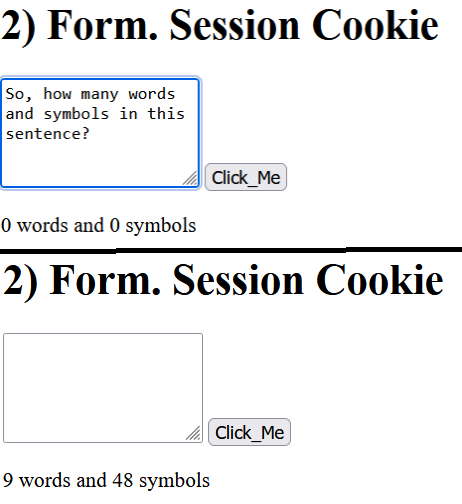 2) Form. Session Cookie
So, how many words
and symbols in this
sentence?
Click_Me
0 words and 0 symbols
2) Form. Session Cookie
Click_Me
9 words and 48 symbols